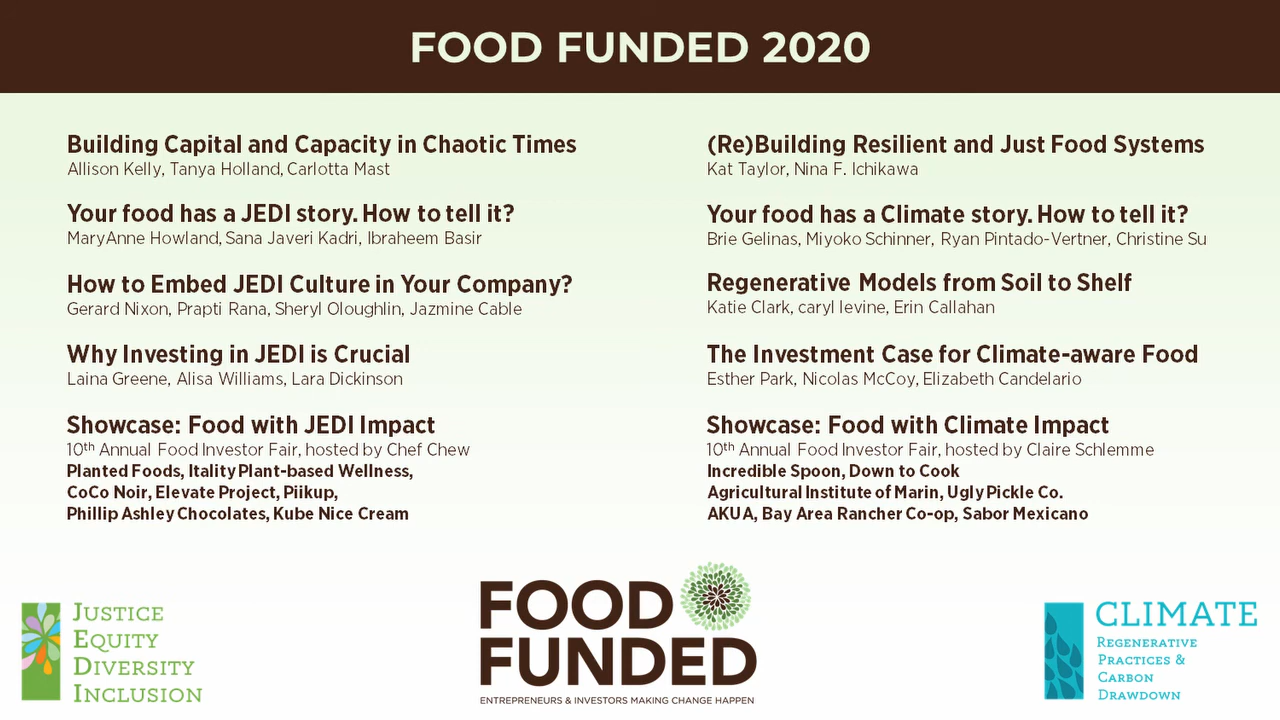 FOOD FUNDED 2020
Building Capital and Capacity in Chaotic Times
Allison Kelly, Tanya Holland, Carlotta Mast
Your food has a JEDI story. How to tell it?
MaryAnne Howland, Sana Javeri Kadri, Ibraheem Basir
How to Embed JEDI Culture in Your Company?
Gerard Nixon, Prapti Rana, Sheryl Oloughlin, Jazmine Cable
Why Investing in JEDI is Crucial
Laina Greene, Alisa Williams, Lara Dickinson
Showcase: Food with JEDI Impact
10th Annual Food Investor Fair, hosted by Chef Chew
Planted Foods, Itality Plant-based Wellness,
CoCo Noir, Elevate Project, Piikup,
Phillip Ashley Chocolates, Kube Nice Cream
(Re)Building Resilient and Just Food Systems
Kat Taylor, Nina F. Ichikawa
Your food has a Climate story. How to tell it?
Brie Gelinas, Miyoko Schinner, Ryan Pintado-Vertner, Christine Su
Regenerative Models from Soil to Shelf
Katie Clark, caryl levine, Erin Callahan
The Investment Case for Climate-aware Food
Esther Park, Nicolas McCoy, Elizabeth Candelario
Showcase: Food with Climate Impact
10th Annual Food Investor Fair, hosted by Claire Schlemme
Incredible Spoon, Down to Cook
Agricultural Institute of Marin, Ugly Pickle Co.
AKUA, Bay Area Rancher Co-op, Sabor Mexicano
JUSTICE
EQUITY
DIVERSITY
INCLUSION
FOOD
FUNDED
ENTREPRENEURS & INVESTORS MAKING CHANGE HAPPEN
CLIMATE
REGENERATIVE
PRACTICES &
CARBON
DRAWDOWN